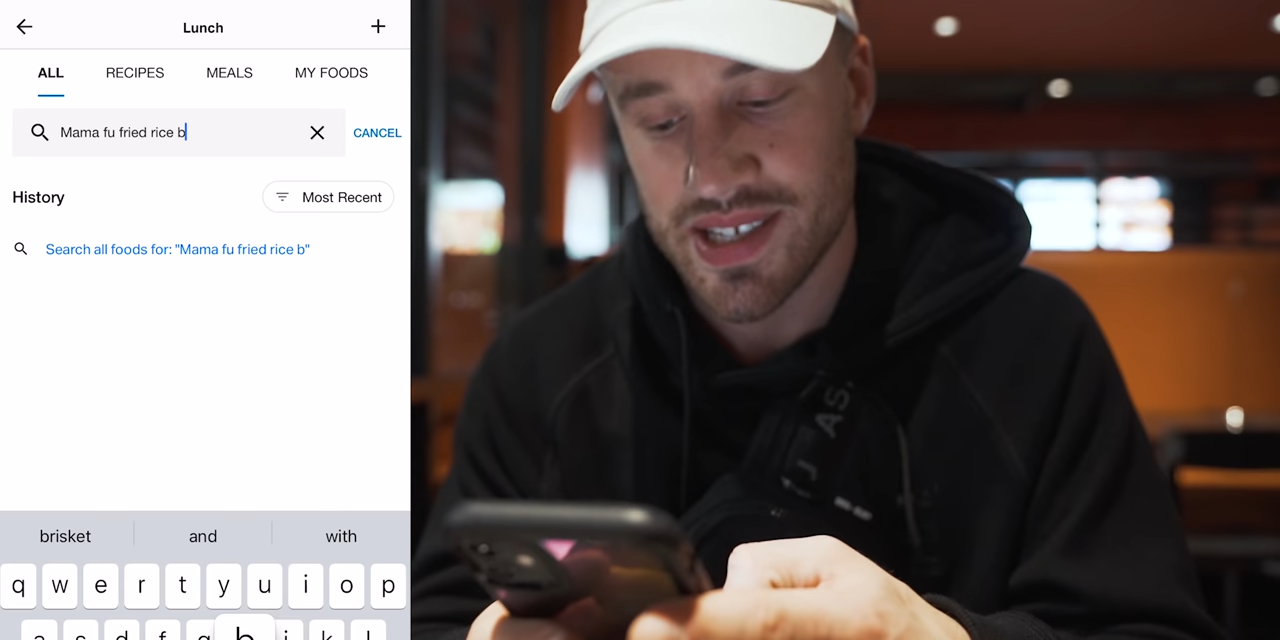 Lunch
ALL RECIPES MEALS MY FOODS
Mama fu fried rice b CANCEL
History Most Recent
Search all foods for: "Mama fu fried rice b"
brisket and with
q w e r t y u i o p
a s d f g h j k l
AS,